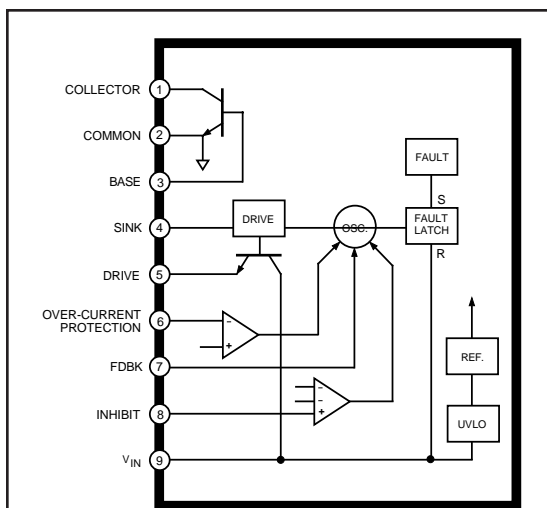 COLLECTOR
1
COMMON
2
BASE
3
SINK
4
DRIVE
5
OVER-CURRENT
PROTECTION
6
FDBK
7
INHIBIT
8
VIN
9
DRIVE
OSC.
FAULT
S
FAULT
LATCH
R
REF.
UVLO
–
+
–
–
+